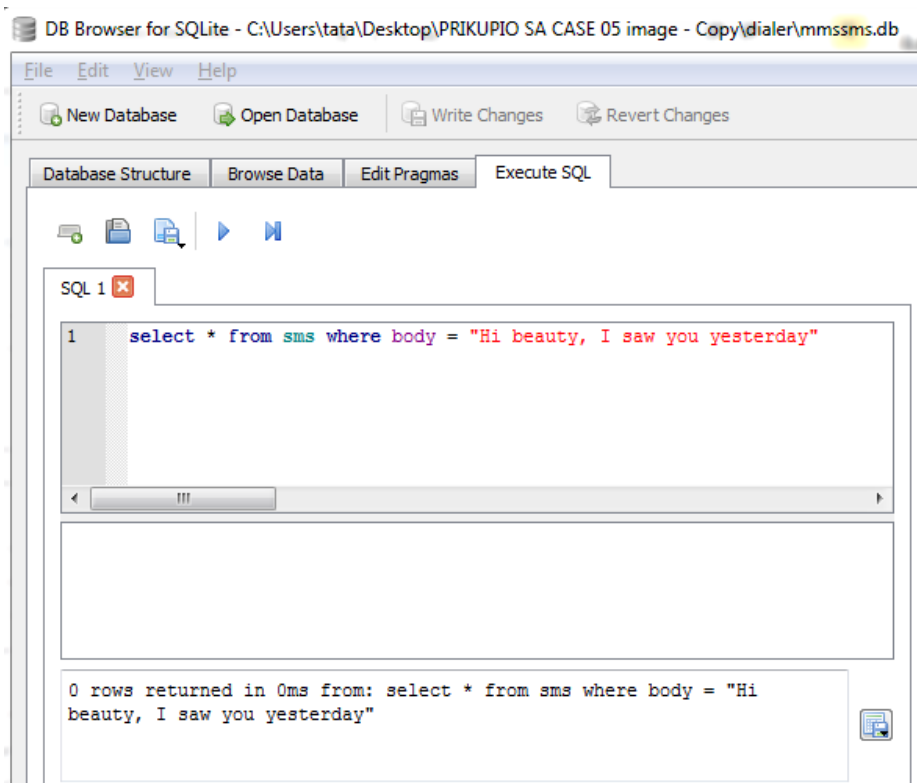 DB Browser for SQLite - C:\Users\tata\Desktop\PRIKUPIO SA CASE 05 image - Copy\dialer\mmssms.db
File Edit View Help
New Database Open Database Write Changes Revert Changes
Database Structure Browse Data Edit Pragmas Execute SQL
SQL 1
1 select * from sms where body = "Hi beauty, I saw you yesterday"
0 rows returned in 0ms from: select * from sms where body = "Hi
beauty, I saw you yesterday"